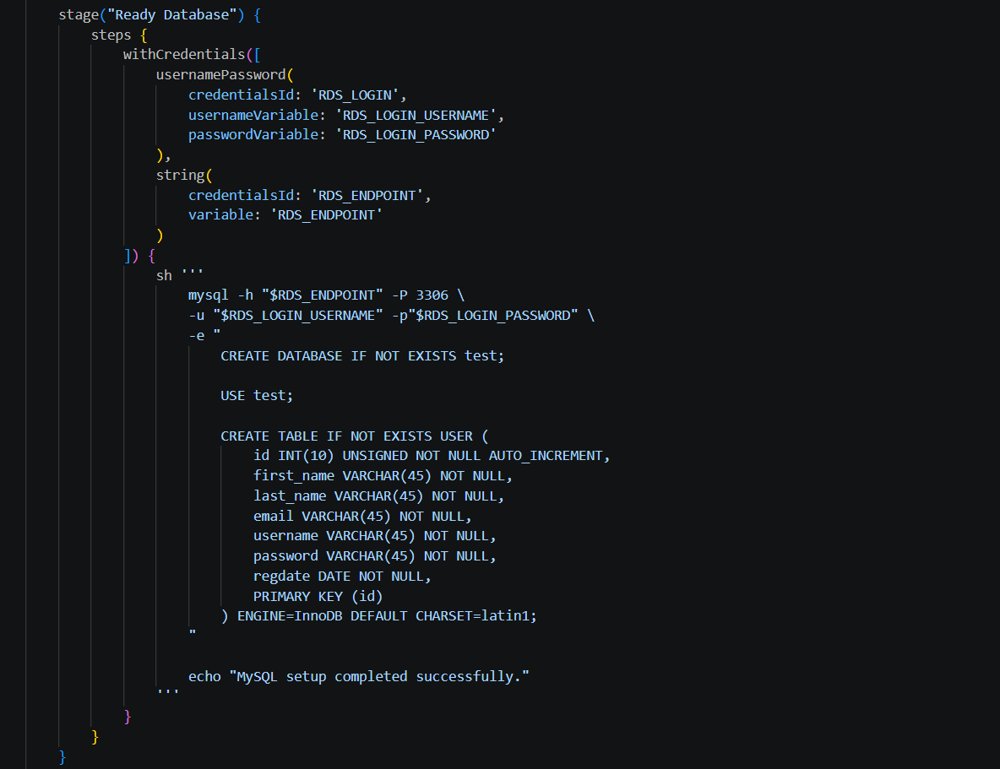 stage("Ready Database") {
steps {
withCredentials([
usernamePassword(
credentialsId: 'RDS_LOGIN',
usernameVariable: 'RDS_LOGIN_USERNAME',
passwordVariable: 'RDS_LOGIN_PASSWORD'
),
string(
credentialsId: 'RDS_ENDPOINT',
variable: 'RDS_ENDPOINT'
)
]) {
sh '''
mysql -h "$RDS_ENDPOINT" -P 3306 \
-u "$RDS_LOGIN_USERNAME" -p"$RDS_LOGIN_PASSWORD" \
-e "
CREATE DATABASE IF NOT EXISTS test;
USE test;
CREATE TABLE IF NOT EXISTS USER (
id INT(10) UNSIGNED NOT NULL AUTO_INCREMENT,
first_name VARCHAR(45) NOT NULL,
last_name VARCHAR(45) NOT NULL,
email VARCHAR(45) NOT NULL,
username VARCHAR(45) NOT NULL,
password VARCHAR(45) NOT NULL,
regdate DATE NOT NULL,
PRIMARY KEY (id)
) ENGINE=InnoDB DEFAULT CHARSET=latin1;
"
echo "MySQL setup completed successfully."
'''
}
}
}